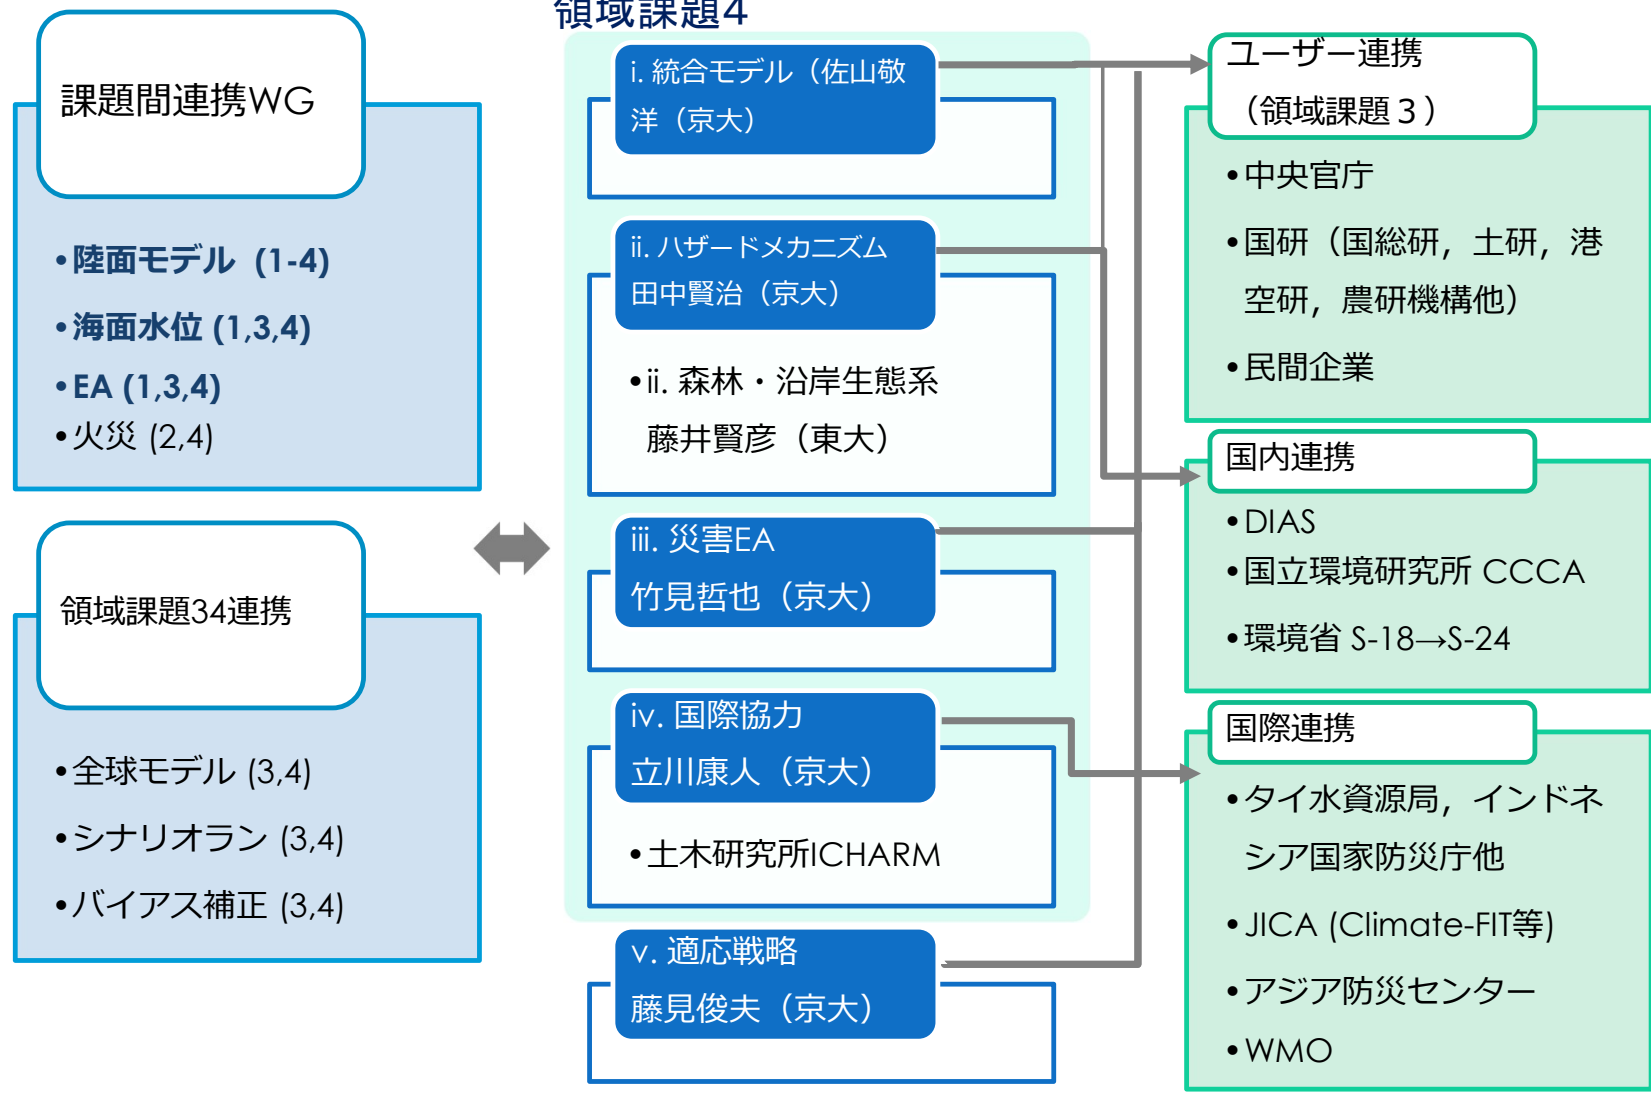 領域課題4
課題間連携WG
•陸面モデル (1-4)
•海面水位 (1,3,4)
•EA (1,3,4)
•火災 (2,4)
領域課題34連携
•全球モデル (3,4)
•シナリオラン (3,4)
•バイアス補正 (3,4)
i. 統合モデル（佐山敬
洋（京大）
ii. ハザードメカニズム
田中賢治（京大）
•ii. 森林・沿岸生態系
藤井賢彦（東大）
iii. 災害EA
竹見哲也（京大）
iv. 国際協力
立川康人（京大）
•土木研究所ICHARM
v. 適応戦略
藤見俊夫（京大）
ユーザー連携
（領域課題３）
•中央官庁
•国研（国総研，土研，港
空研，農研機構他）
•民間企業
国内連携
•DIAS
•国立環境研究所 CCCA
•環境省 S-18→S-24
国際連携
•タイ水資源局，インドネ
シア国家防災庁他
•JICA (Climate-FIT等)
•アジア防災センター
•WMO